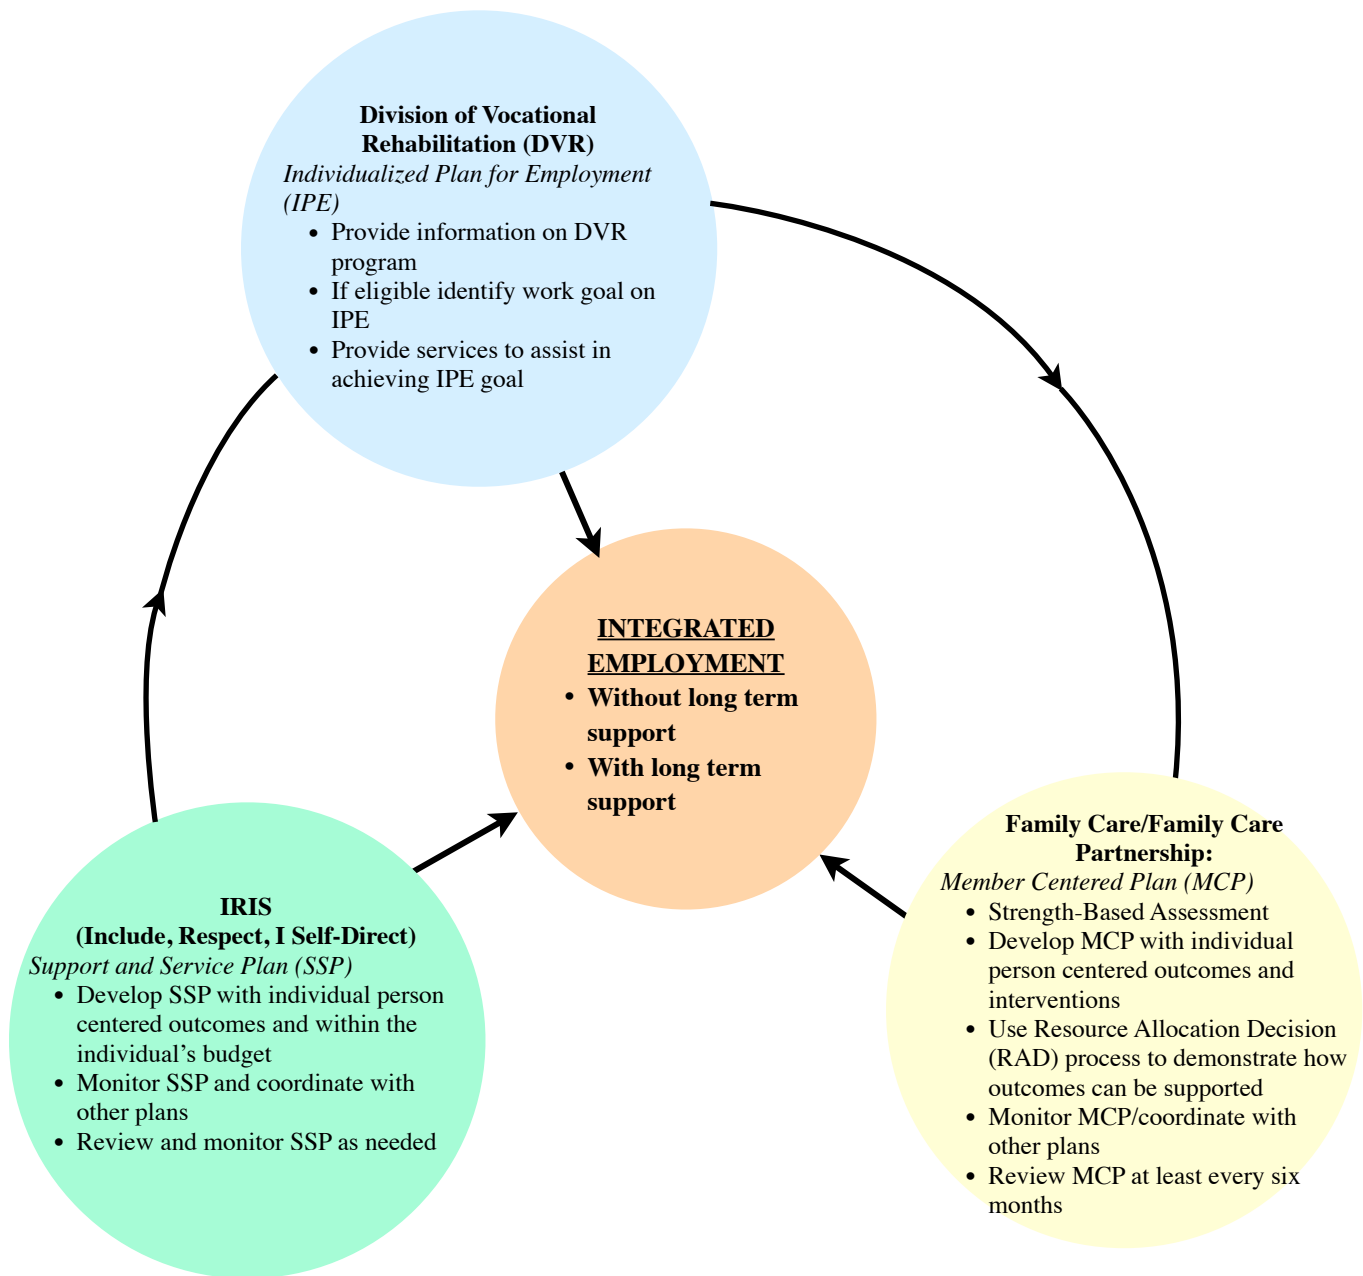 Division of Vocational
Rehabilitation (DVR)
Individualized Plan for Employment
(IPE)
• Provide information on DVR
program
• If eligible identify work goal on
IPE
• Provide services to assist in
achieving IPE goal
INTEGRATED
EMPLOYMENT
• Without long term
support
• With long term
support
IRIS
(Include, Respect, I Self-Direct)
Support and Service Plan (SSP)
• Develop SSP with individual person
centered outcomes and within the
individual’s budget
• Monitor SSP and coordinate with
other plans
• Review and monitor SSP as needed
Family Care/Family Care
Partnership:
Member Centered Plan (MCP)
• Strength-Based Assessment
• Develop MCP with individual
person centered outcomes and
interventions
• Use Resource Allocation Decision
(RAD) process to demonstrate how
outcomes can be supported
• Monitor MCP/coordinate with
other plans
• Review MCP at least every six
months